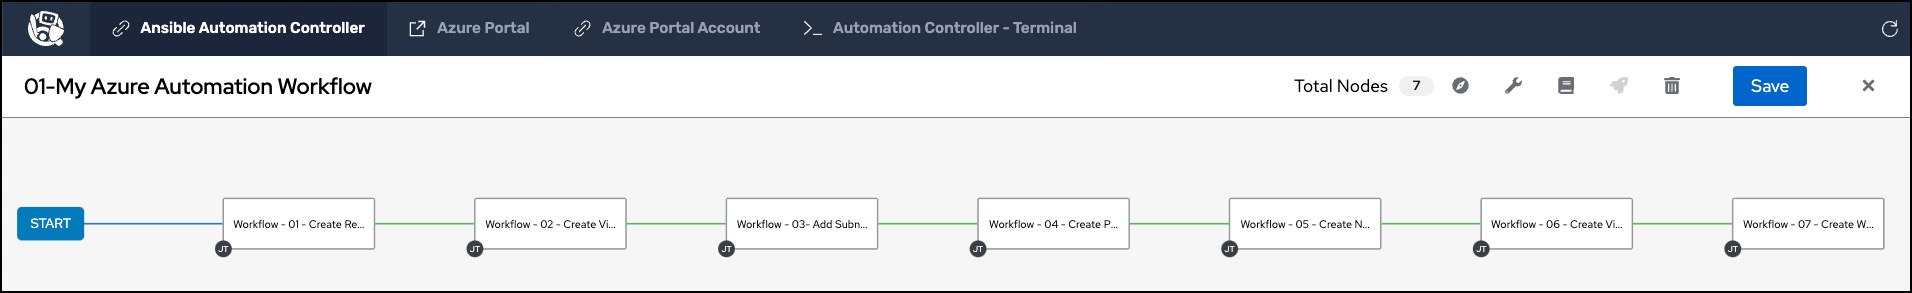 Ansible Automation Controller
Azure Portal
Azure Portal Account
Automation Controller - Terminal
01-My Azure Automation Workflow
Total Nodes 7
Save
START
Workflow - 01 - Create Re...
Workflow - 02 - Create Vi...
Workflow - 03- Add Subn...
Workflow - 04 - Create P...
Workflow - 05 - Create N...
Workflow - 06 - Create Vi...
Workflow - 07 - Create W...
JT
JT
JT
JT
JT
JT
JT